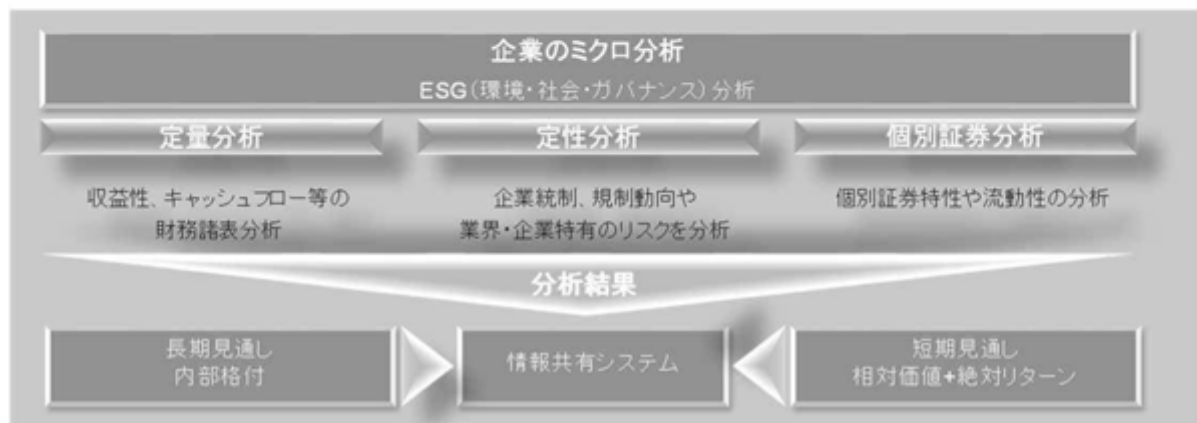 企業のミクロ分析
ESG（環境・社会・ガバナンス）分析
定量分析
収益性、キャッシュフロー等の
財務諸表分析
定性分析
企業統制、規制動向や
業界・企業特有のリスクを分析
個別証券分析
個別証券特性や流動性の分析
分析結果
長期見通し
内部格付
情報共有システム
短期見通し
相対価値+絶対リターン